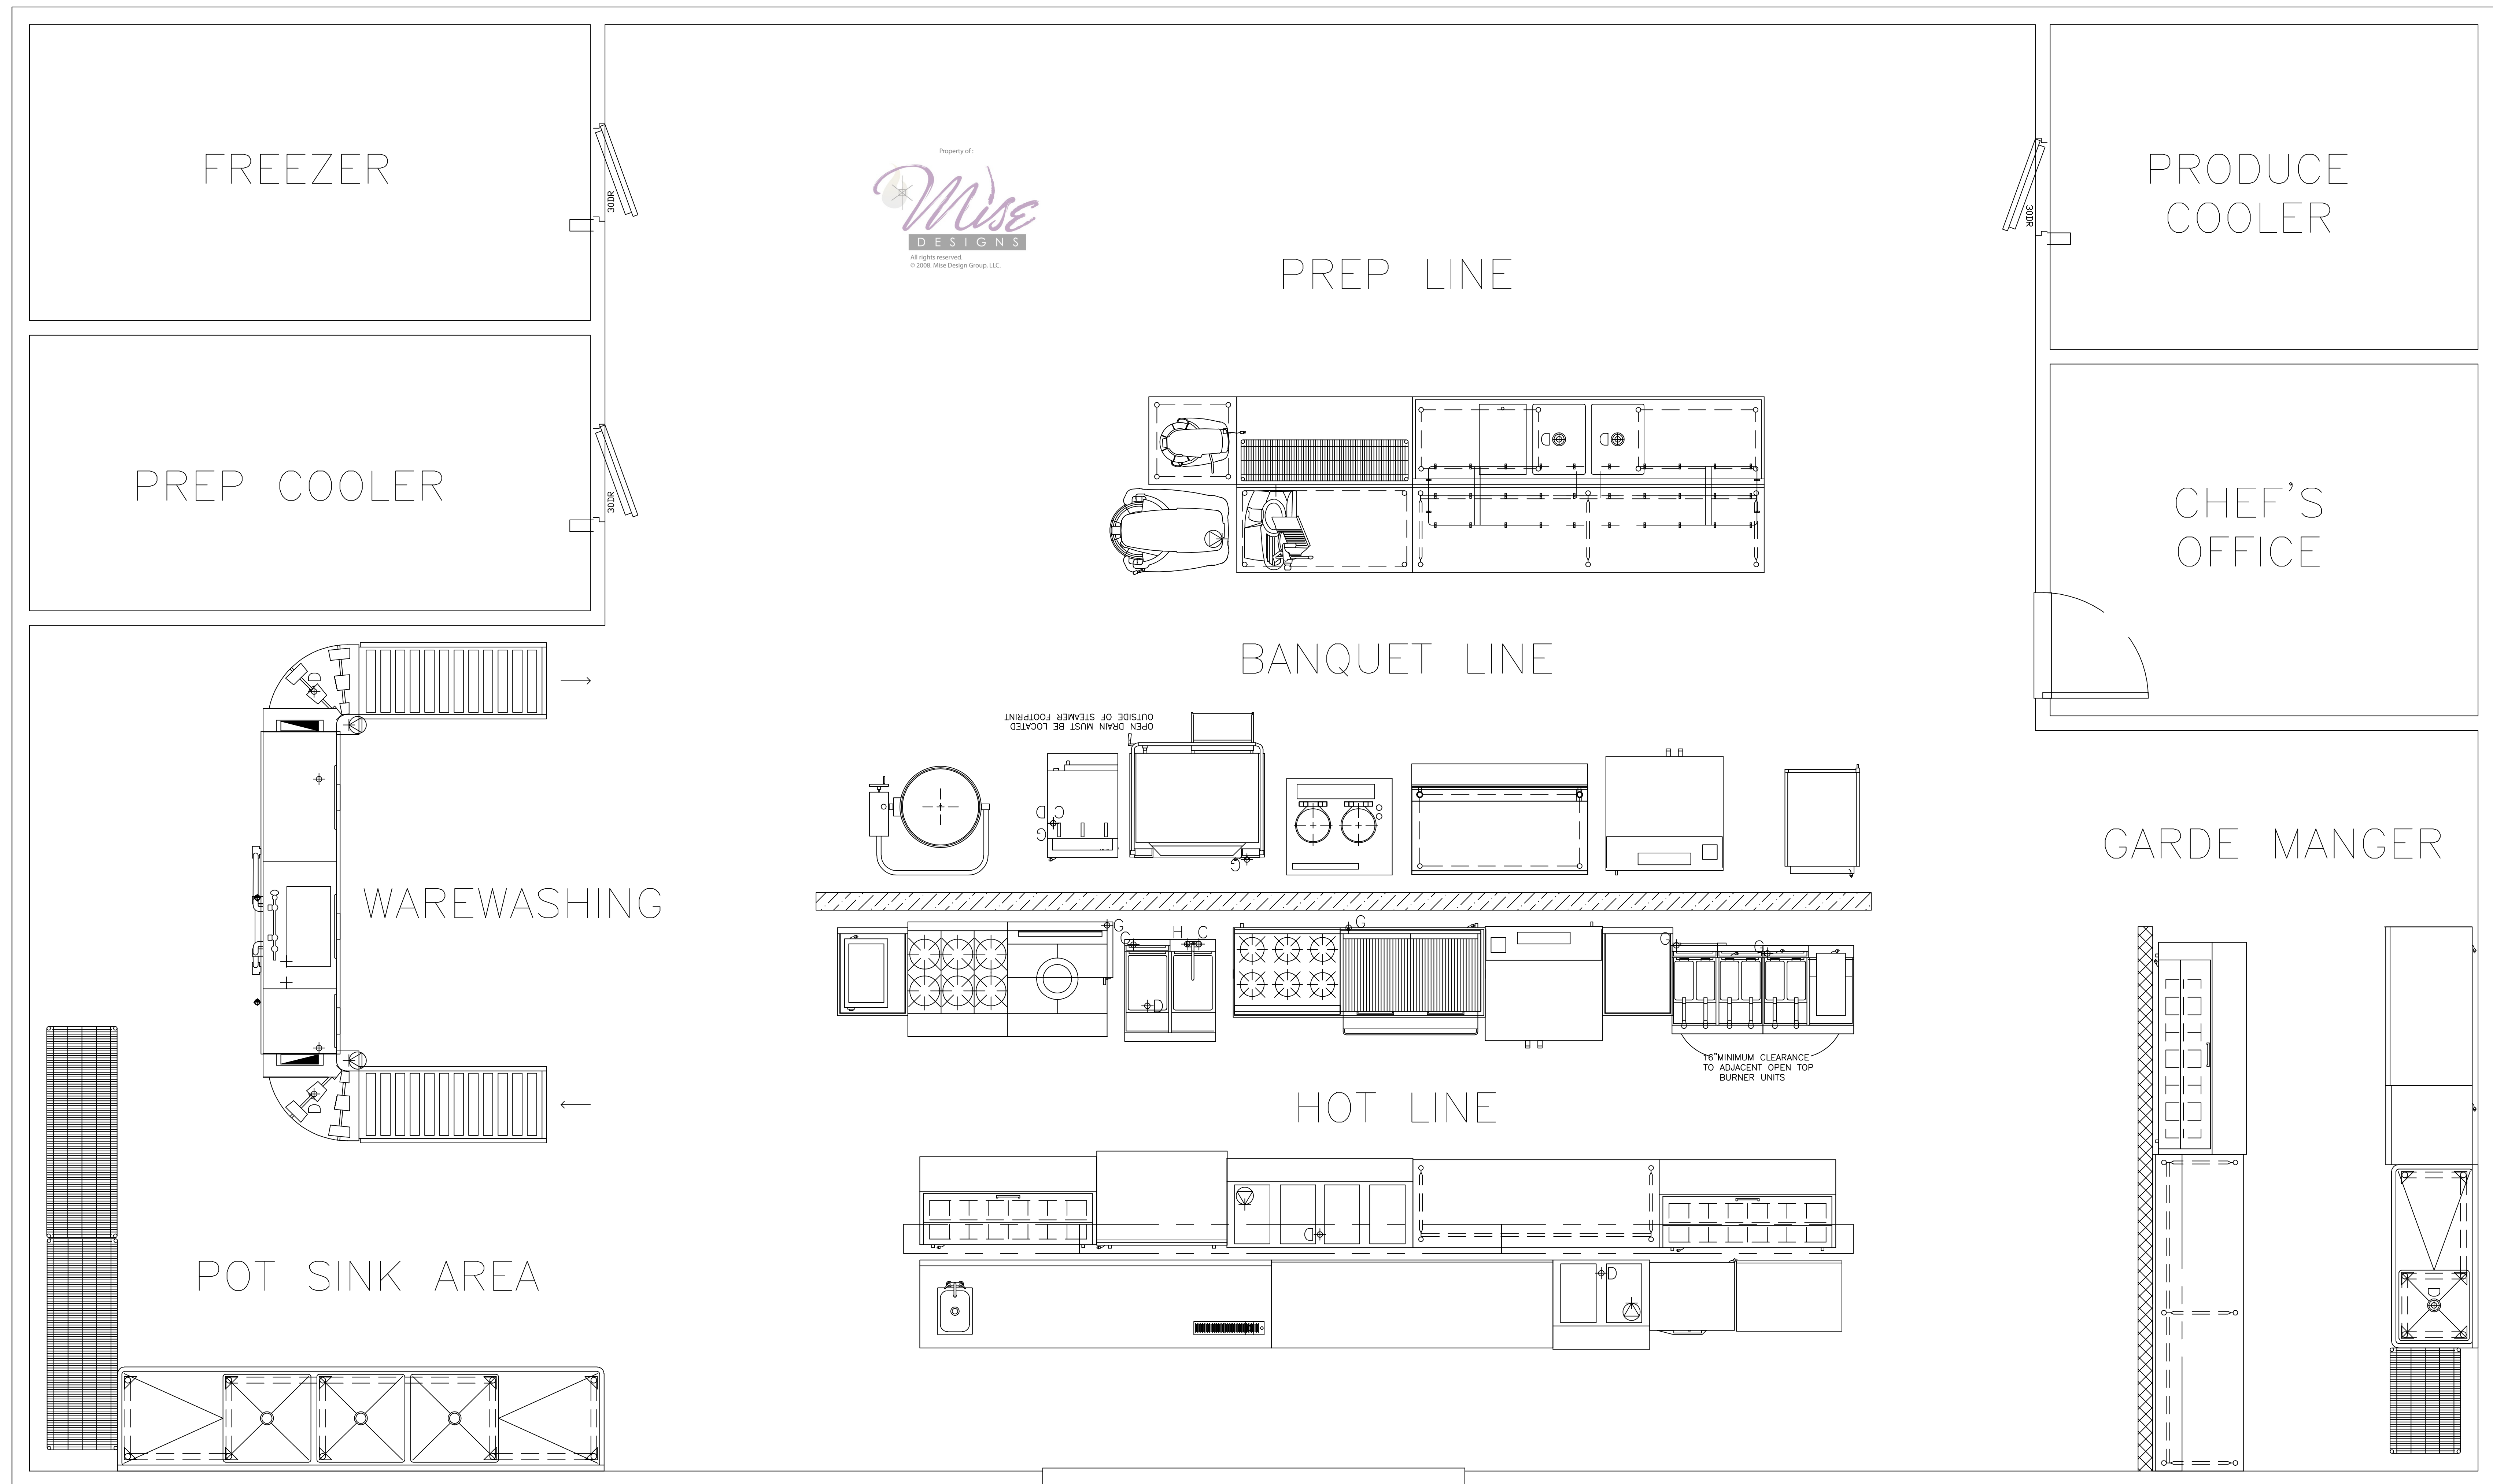 FREEZER
30DR
Property of :
Mise
DESIGNS
All rights reserved.
© 2008. Mise Design Group, LLC.
PREP LINE
30DR
PRODUCE
COOLER
PREP COOLER
30DR
D
D
CHEF'S
OFFICE
BANQUET LINE
D
OPEN DRAIN MUST BE LOCATED
OUTSIDE OF STEAMER FOOTPRINT
D
C
G
G
GARDE MANGER
WAREWASHING
G
G
H
C
D
G
G
G
16"MINIMUM CLEARANCE
TO ADJACENT OPEN TOP
BURNER UNITS
D
HOT LINE
D
POT SINK AREA
D
D